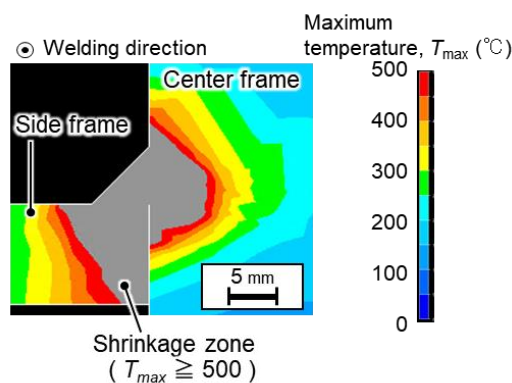 Maximum
temperature, Tmax (℃)
⊙ Welding direction
Center frame
Side frame
500
400
300
200
100
0
5 mm
Shrinkage zone
( Tmax ≧ 500 )